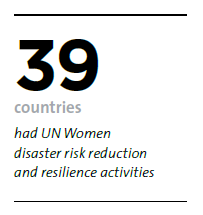 39
countries
had UN Women
disaster risk reduction
and resilience activities